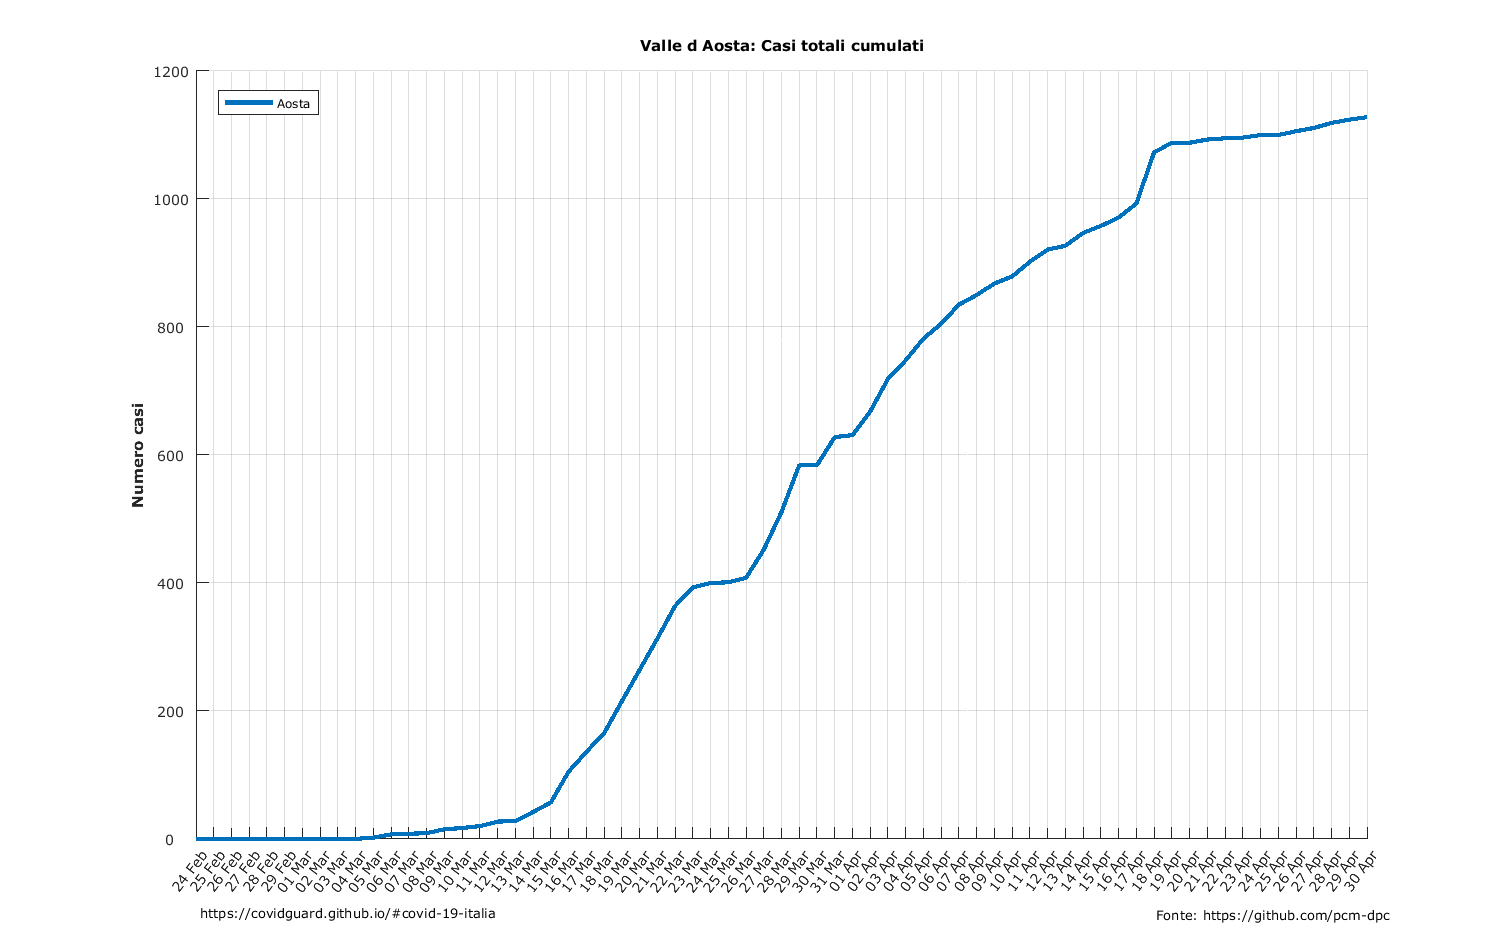 Valle d Aosta: Casi totali cumulati
Aosta
Numero casi
1200
1000
800
600
400
200
0
24 Feb
25 Feb
26 Feb
27 Feb
28 Feb
29 Feb
01 Mar
02 Mar
03 Mar
04 Mar
05 Mar
06 Mar
07 Mar
08 Mar
09 Mar
10 Mar
11 Mar
12 Mar
13 Mar
14 Mar
15 Mar
16 Mar
17 Mar
18 Mar
19 Mar
20 Mar
21 Mar
22 Mar
23 Mar
24 Mar
25 Mar
26 Mar
27 Mar
28 Mar
29 Mar
30 Mar
31 Mar
01 Apr
02 Apr
03 Apr
04 Apr
05 Apr
06 Apr
07 Apr
08 Apr
09 Apr
10 Apr
11 Apr
12 Apr
13 Apr
14 Apr
15 Apr
16 Apr
17 Apr
18 Apr
19 Apr
20 Apr
21 Apr
22 Apr
23 Apr
24 Apr
25 Apr
26 Apr
27 Apr
28 Apr
29 Apr
30 Apr
https://covidguard.github.io/#covid-19-italia
Fonte: https://github.com/pcm-dpc